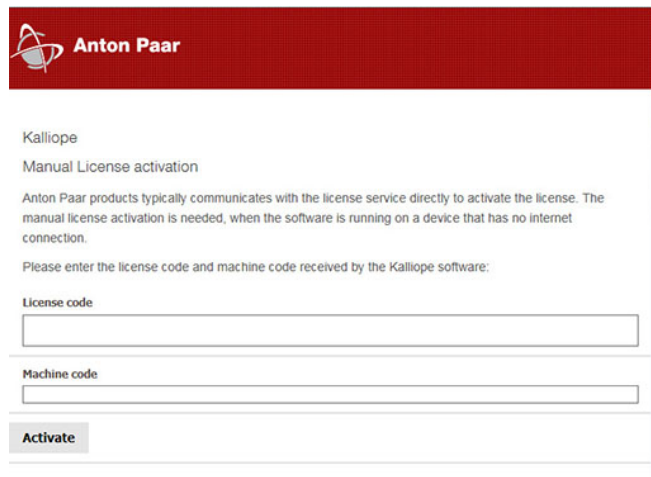 Anton Paar
Kalliope
Manual License activation
Anton Paar products typically communicates with the license service directly to activate the license. The
manual license activation is needed, when the software is running on a device that has no internet
connection.
Please enter the license code and machine code received by the Kalliope software:
License code
Machine code
Activate